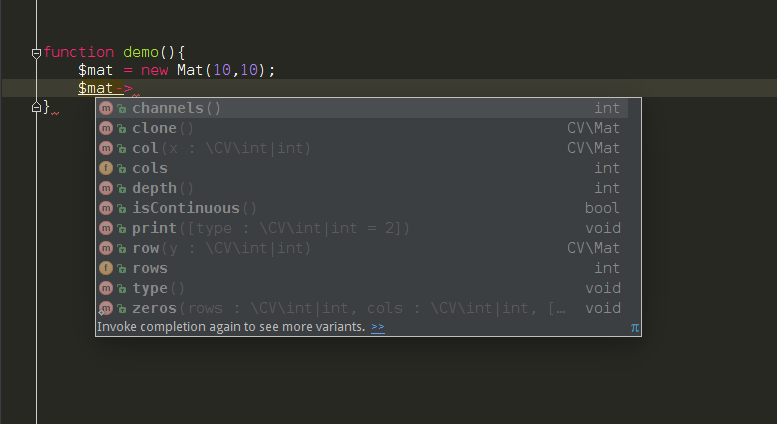 function demo(){
$mat = new Mat(10,10);
$mat->
}
m channels() int
m clone() CV\Mat
m col(x : \CV\int|int) CV\Mat
f cols int
m depth() int
m isContinuous() bool
m print([type : \CV\int|int = 2]) void
m row(y : \CV\int|int) CV\Mat
f rows int
m type() void
m zeros(rows : \CV\int|int, cols : \CV\int|int, [… void
Invoke completion again to see more variants. >> π